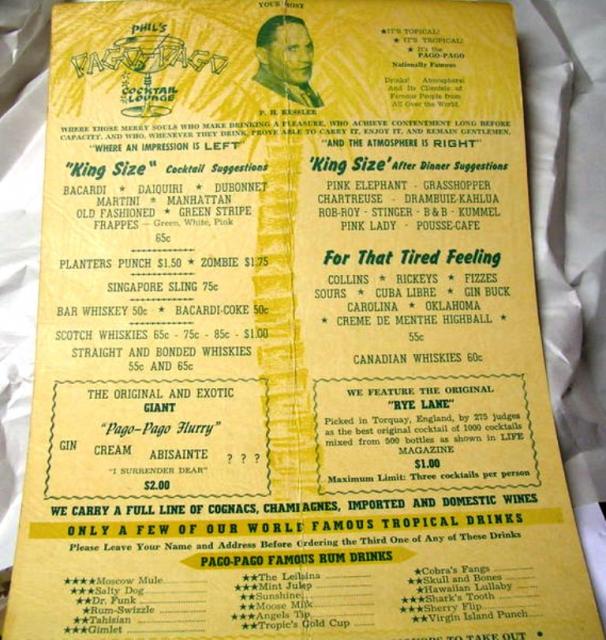 YOUR HOST
PHIL'S
PAGO-PAGO
COCKTAIL
LOUNGE
P. H. KESSLER
★IT'S TOPICAL!
★ IT'S TROPICAL!
★ It's the
PAGO-PAGO
Nationally Famous
Drinks! Atmosphere!
And Its Clientele of
Famous People from
All Over the World.
WHERE THOSE MERRY SOULS WHO MAKE DRINKING A PLEASURE, WHO ACHIEVE CONTENTMENT LONG BEFORE
CAPACITY, AND WHO, WHENEVER THEY DRINK, PROVE ABLE TO CARRY IT, ENJOY IT, AND REMAIN GENTLEMEN.
"WHERE AN IMPRESSION IS LEFT"
"King Size" Cocktail Suggestions
BACARDI ★ DAIQUIRI ★ DUBONNET
MARTINI ★ MANHATTAN
OLD FASHIONED ★ GREEN STRIPE
FRAPPES — Green, White, Pink
65c
PLANTERS PUNCH $1.50 ★ ZOMBIE $1.75
SINGAPORE SLING 75c
BAR WHISKEY 50c ★ BACARDI-COKE 50c
SCOTCH WHISKIES 65c - 75c - 85c - $1.00
STRAIGHT AND BONDED WHISKIES
55c AND 65c
"AND THE ATMOSPHERE IS RIGHT"
'King Size' After Dinner Suggestions
PINK ELEPHANT - GRASSHOPPER
CHARTREUSE - DRAMBUIE-KAHLUA
ROB-ROY - STINGER - B & B - KUMMEL
PINK LADY - POUSSE-CAFE
For That Tired Feeling
COLLINS ★ RICKEYS ★ FIZZES
SOURS ★ CUBA LIBRE ★ GIN BUCK
CAROLINA ★ OKLAHOMA
★ CREME DE MENTHE HIGHBALL ★
55c
CANADIAN WHISKIES 60c
THE ORIGINAL AND EXOTIC
GIANT
"Pago-Pago Flurry"
GIN CREAM ABISAINTE ? ? ?
"I SURRENDER DEAR"
$2.00
WE FEATURE THE ORIGINAL
"RYE LANE"
Picked in Torquay, England, by 275 judges
as the best original cocktail of 1000 cocktails
mixed from 500 bottles as shown in LIFE
MAGAZINE
$1.00
Maximum Limit: Three cocktails per person
WE CARRY A FULL LINE OF COGNACS, CHAMPAGNES, IMPORTED AND DOMESTIC WINES
ONLY A FEW OF OUR WORLD FAMOUS TROPICAL DRINKS
Please Leave Your Name and Address Before Ordering the Third One of Any of These Drinks
PAGO-PAGO FAMOUS RUM DRINKS
★★★★Moscow Mule
★★★Salty Dog
★★Dr. Funk
★Rum-Swizzle
★★Tahisian
★★★Gimlet
★★The Leilina
★★Mint Julep
★★Sunshine
★★Moose Milk
★★★Angels Tip
★★Tropic's Gold Cup
★Cobra's Fangs
★★Skull and Bones
★Hawaiian Lullaby
★★Shark's Tooth
★★★Sherry Flip
★★Virgin Island Punch
TO TAKE OUT